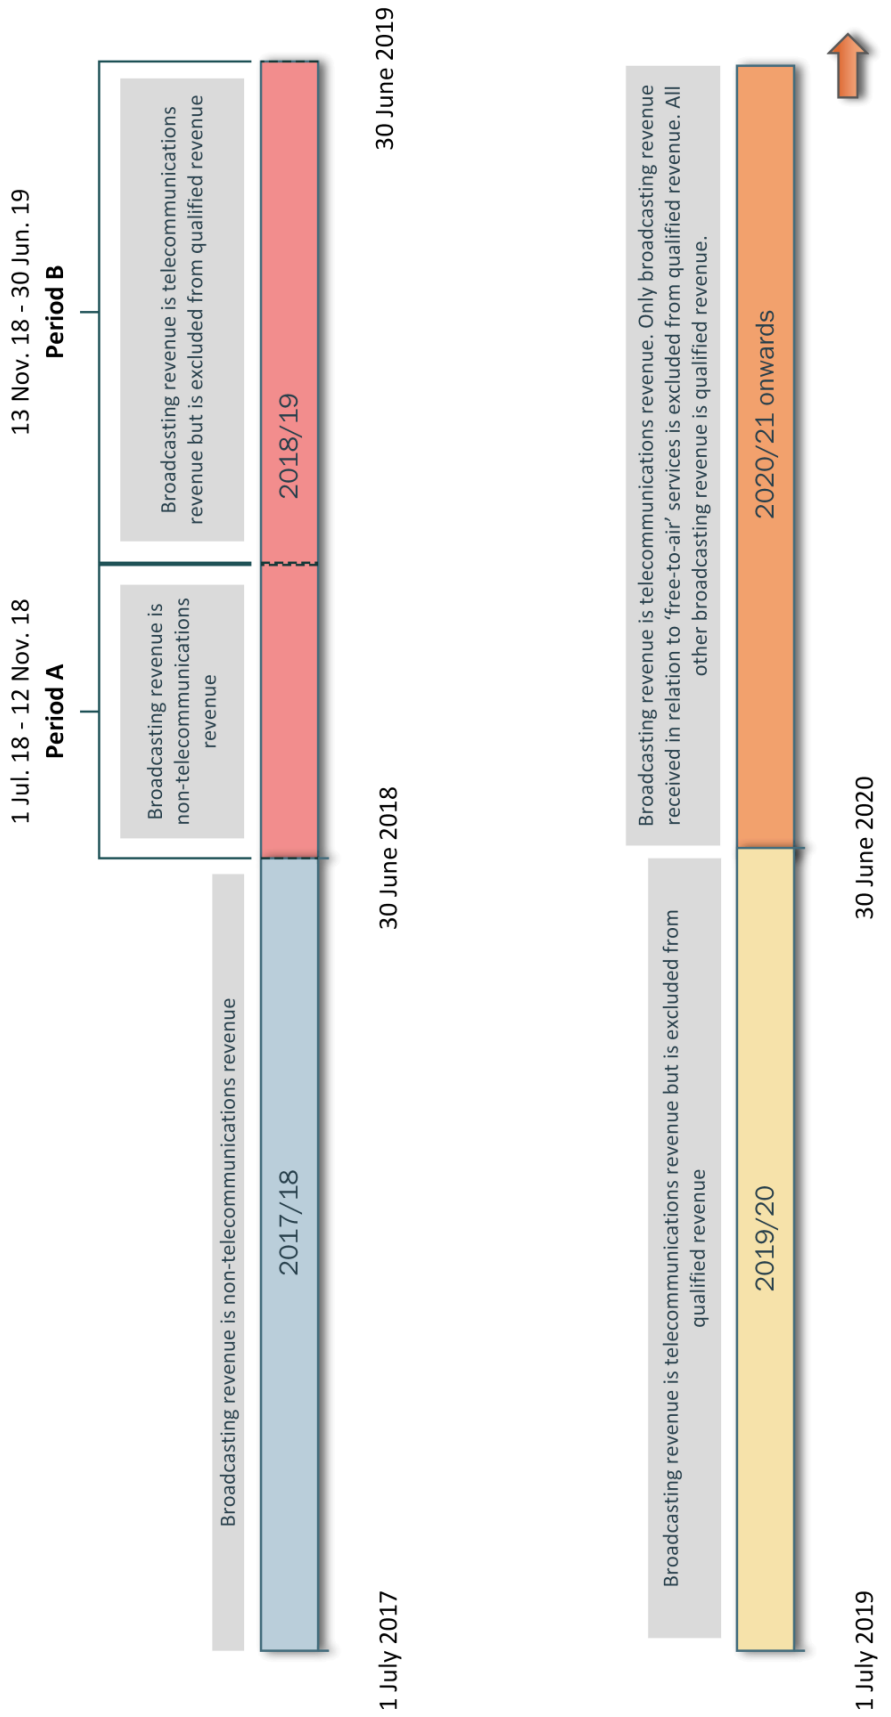 1 Jul. 18 - 12 Nov. 18
Period A
13 Nov. 18 - 30 Jun. 19
Period B
Broadcasting revenue is non-telecommunications revenue
Broadcasting revenue is
non-telecommunications
revenue
Broadcasting revenue is telecommunications
revenue but is excluded from qualified revenue
2017/18
2018/19
1 July 2017
30 June 2018
30 June 2019
Broadcasting revenue is telecommunications revenue but is excluded from
qualified revenue
Broadcasting revenue is telecommunications revenue. Only broadcasting revenue
received in relation to ‘free-to-air’ services is excluded from qualified revenue. All
other broadcasting revenue is qualified revenue.
2019/20
2020/21 onwards
1 July 2019
30 June 2020